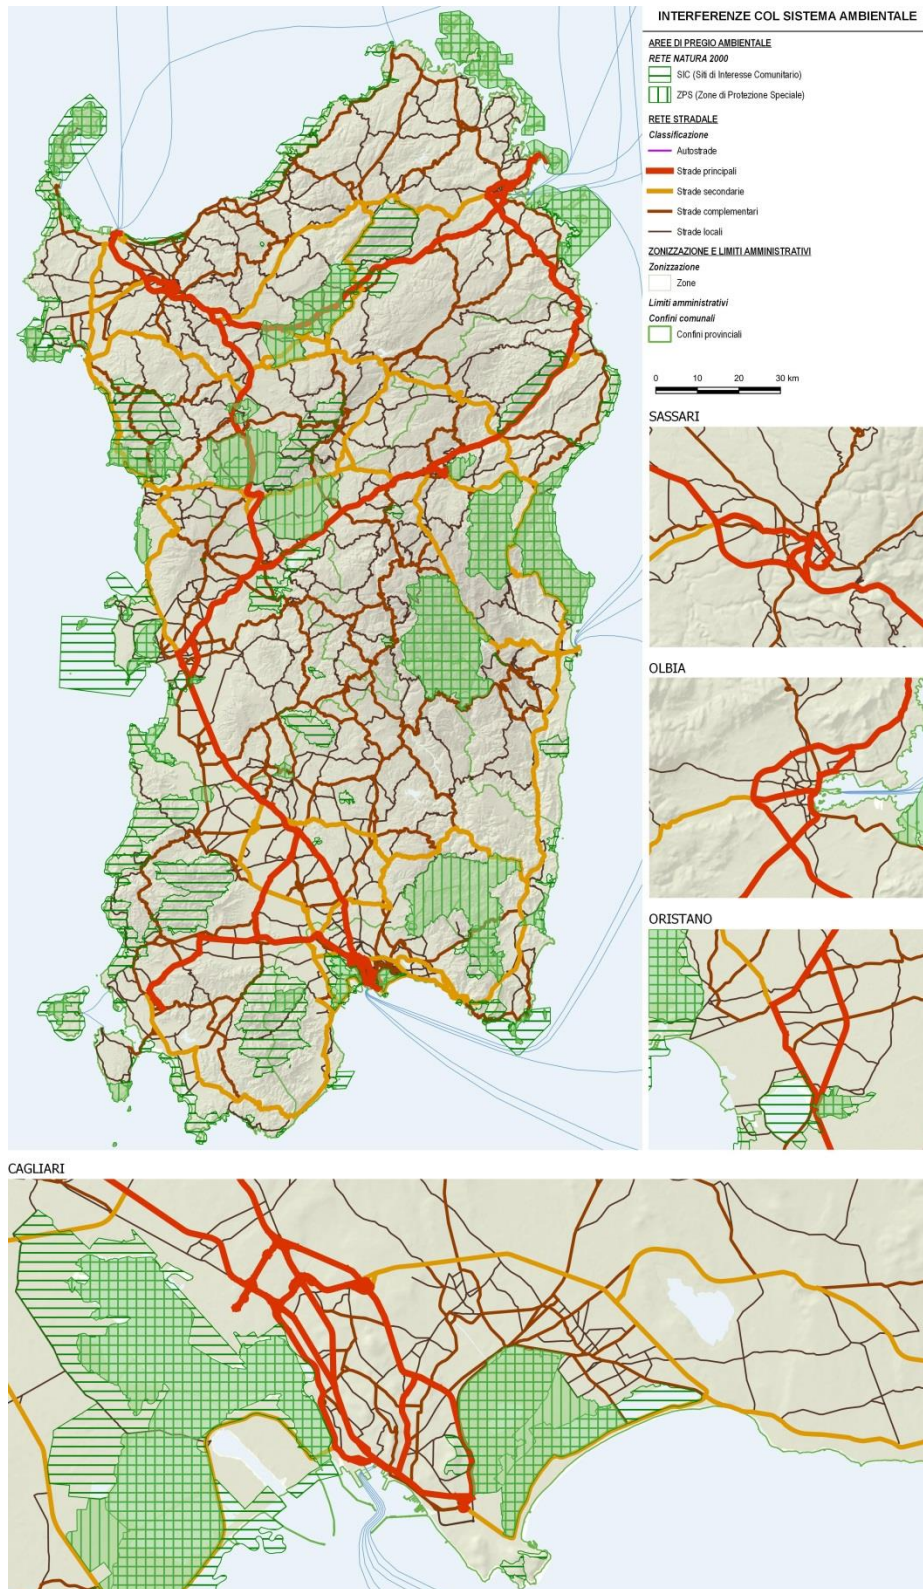 INTERFERENZE COL SISTEMA AMBIENTALE
AREE DI PREGIO AMBIENTALE
RETE NATURA 2000
SIC (Siti di Interesse Comunitario)
ZPS (Zone di Protezione Speciale)
RETE STRADALE
Classificazione
Autostrade
Strade principali
Strade secondarie
Strade complementari
Strade locali
ZONIZZAZIONE E LIMITI AMMINISTRATIVI
Zonizzazione
Zone
Limiti amministrativi
Confini comunali
Confini provinciali
0 10 20 30 km
SASSARI
OLBIA
ORISTANO
CAGLIARI